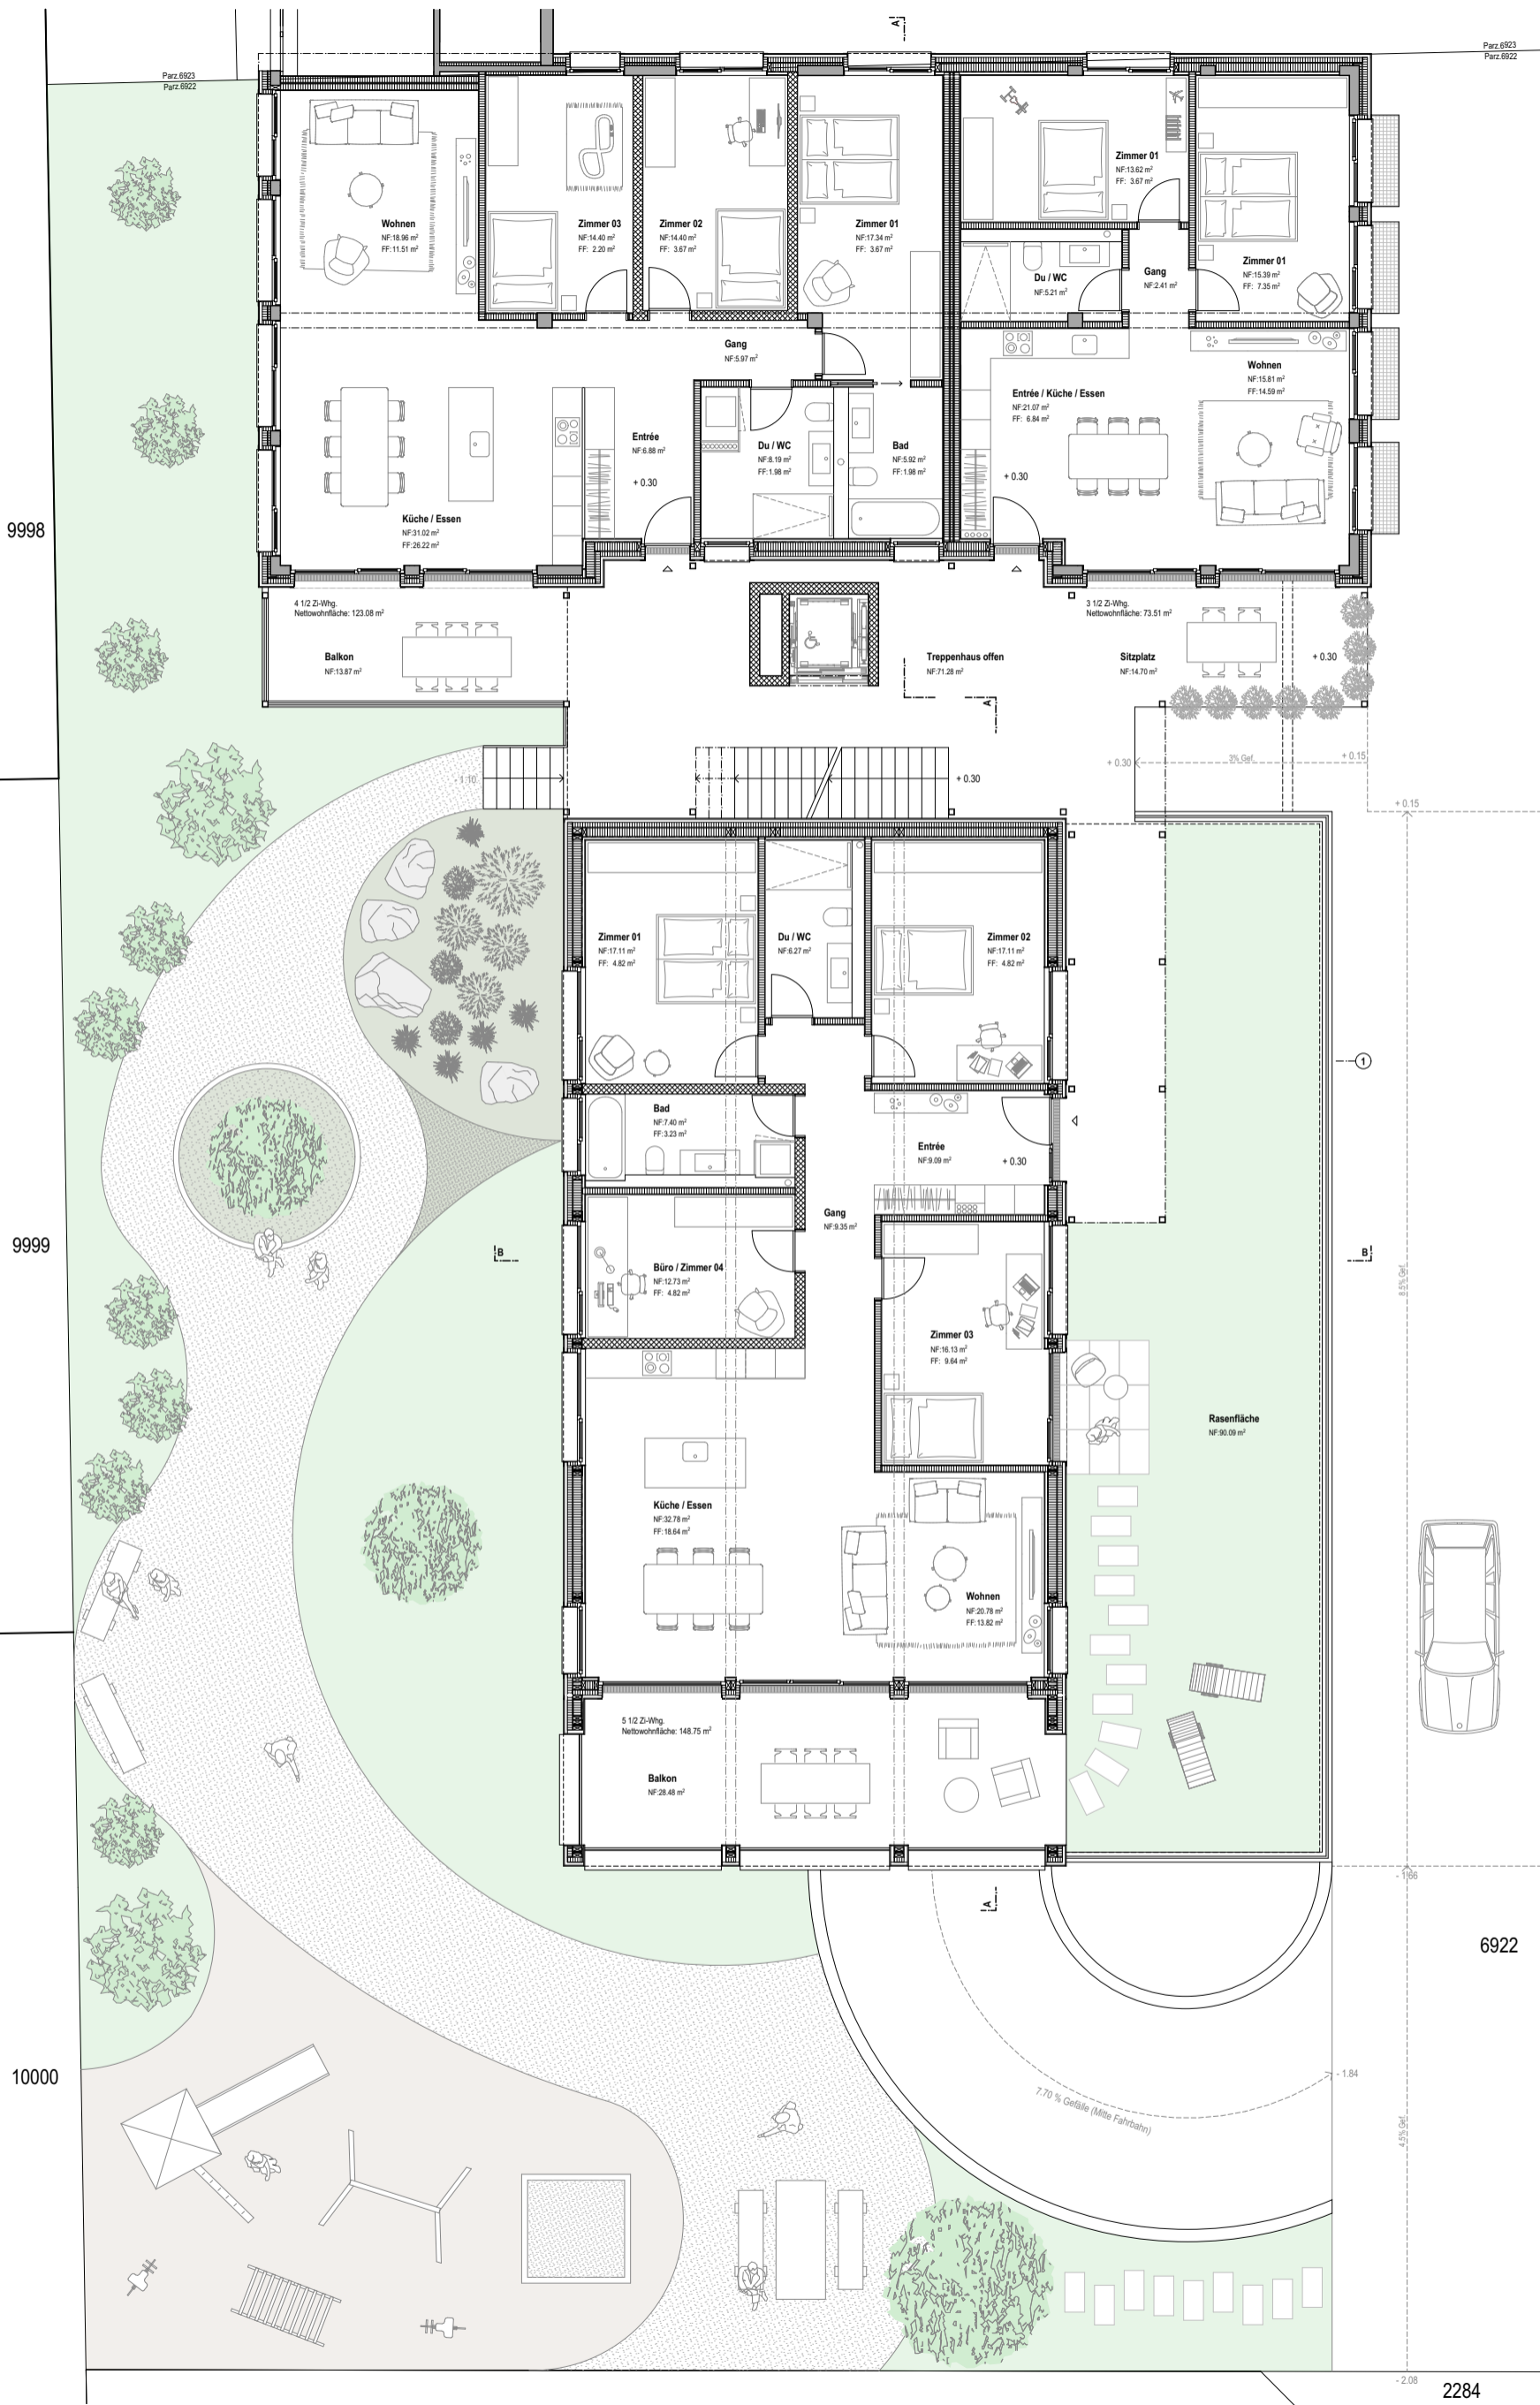 A
Parz.6923
Parz.6922
Parz.6923
Parz.6922
Wohnen
NF:18.96 m²
FF:11.51 m²
Zimmer 03
NF:14.40 m²
FF: 2.20 m²
Zimmer 02
NF:14.40 m²
FF: 3.67 m²
Zimmer 01
NF:17.34 m²
FF: 3.67 m²
Zimmer 01
NF:13.62 m²
FF: 3.67 m²
Zimmer 01
NF:15.39 m²
FF: 7.35 m²
Du / WC
NF:5.21 m²
Gang
NF:2.41 m²
Gang
NF:5.97 m²
Wohnen
NF:15.81 m²
FF:14.59 m²
Entrée / Küche / Essen
NF:21.07 m²
FF: 6.84 m²
+ 0.30
Entrée
NF:6.88 m²
+ 0.30
Du / WC
NF:8.19 m²
FF:1.98 m²
Bad
NF:5.92 m²
FF:1.98 m²
Küche / Essen
NF:31.02 m²
FF:26.22 m²
9998
4 1/2 Zi-Whg.
Nettowohnfläche: 123.08 m²
Balkon
NF:13.87 m²
3 1/2 Zi-Whg.
Nettowohnfläche: 73.51 m²
Treppenhaus offen
NF:71.28 m²
Sitzplatz
NF:14.70 m²
+ 0.30
A
- 1.10
+ 0.30
+ 0.30
3% Gef.
+ 0.15
+ 0.15
Zimmer 01
NF:17.11 m²
FF: 4.82 m²
Du / WC
NF:6.27 m²
Zimmer 02
NF:17.11 m²
FF: 4.82 m²
1
Bad
NF:7.40 m²
FF:3.23 m²
Entrée
NF:9.09 m²
+ 0.30
Gang
NF:9.35 m²
9999
B
B
Büro / Zimmer 04
NF:12.73 m²
FF: 4.82 m²
8.5% Gef.
Zimmer 03
NF:16.13 m²
FF: 9.64 m²
Rasenfläche
NF:90.09 m²
Küche / Essen
NF:32.78 m²
FF:18.64 m²
Wohnen
NF:20.78 m²
FF:13.82 m²
5 1/2 Zi-Whg.
Nettowohnfläche: 148.75 m²
Balkon
NF:28.48 m²
- 1.66
A
6922
10000
- 1.84
7.70 % Gefälle (Mitte Fahrbahn)
4.5% Gef.
- 2.08
2284